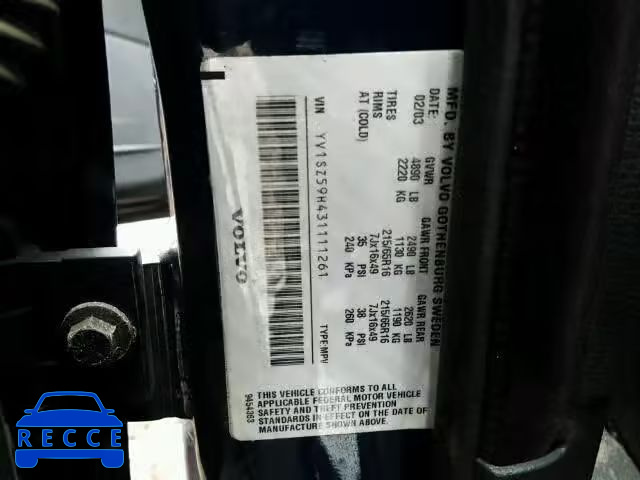 MFD. BY VOLVO GOTHENBURG SWEDEN
DATE: GVWR GAWR FRONT GAWR REAR
02/03 4890 LB 2490 LB 2620 LB
2220 KG 1130 KG 1190 KG
TIRES 215/65R16 215/65R16
RIMS 7Jx16x49 7Jx16x49
AT (COLD) 35 PSI 38 PSI
240 KPa 260 KPa
VIN YV1SZ59H431111261 TYPE:MPV
VOLVO
THIS VEHICLE CONFORMS TO ALL
APPLICABLE FEDERAL MOTOR VEHICLE
SAFETY AND THEFT PREVENTION
STANDARDS IN EFFECT ON THE DATE OF
MANUFACTURE SHOWN ABOVE.
RECCE